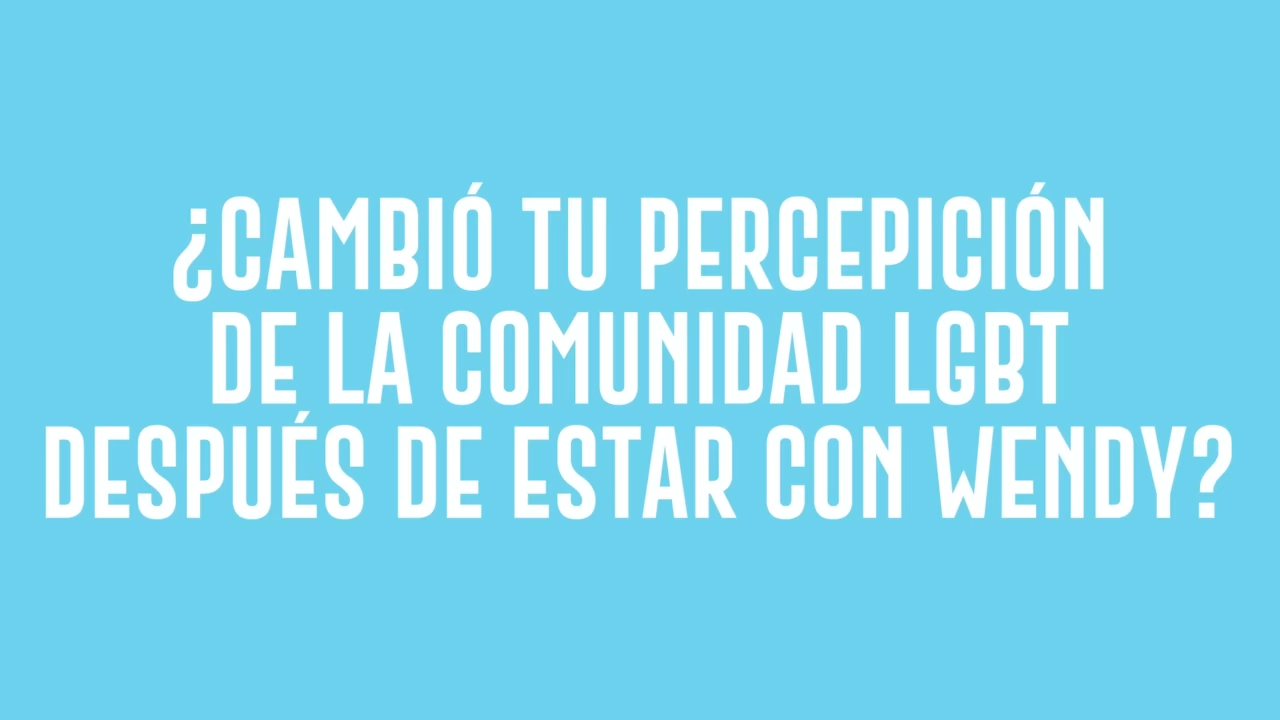 ¿CAMBIÓ TU PERCEPICIÓN
DE LA COMUNIDAD LGBT
DESPUÉS DE ESTAR CON WENDY?